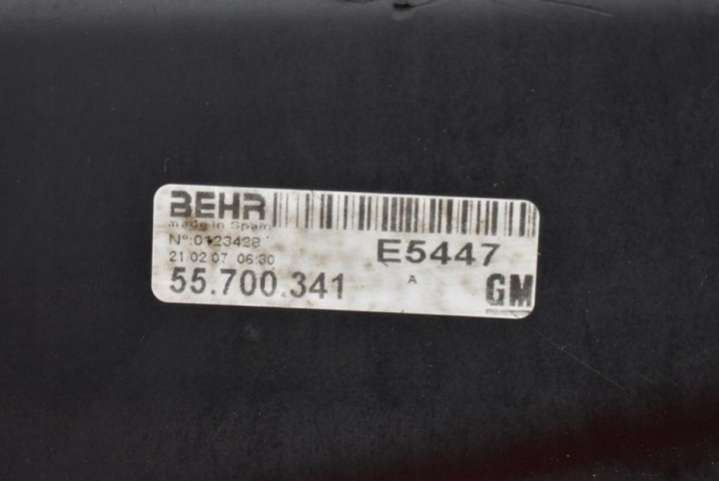 BEHR
made in Spain
N°:0123428
E5447
21.02.07 06:30
55.700.341
A
GM